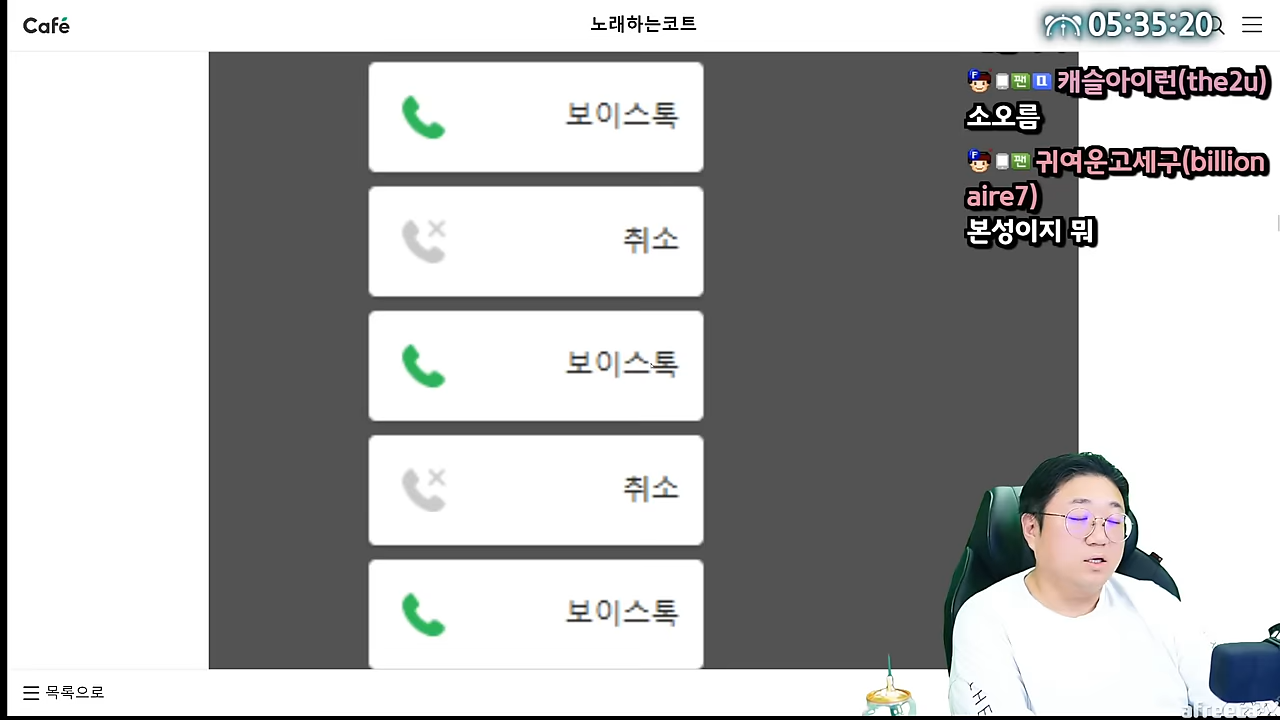 Café
노래하는코트
05:35:20
캐슬아이런(the2u)
소오름
귀여운고세구(billion
aire7)
본성이지 뭐
보이스톡
취소
보이스톡
취소
보이스톡
목록으로